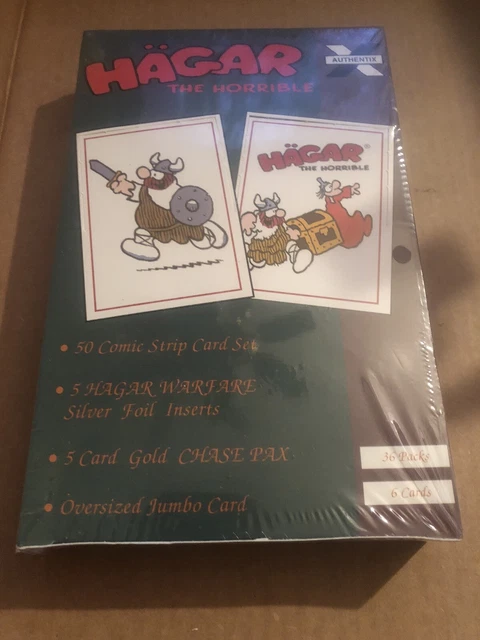 HÄGAR
THE HORRIBLE
AUTHENTIX
HÄGAR®
THE HORRIBLE
• 50 Comic Strip Card Set
• 5 HAGAR WARFARE
Silver Foil Inserts
• 5 Card Gold CHASE PAX
• Oversized Jumbo Card
36 Packs
6 Cards